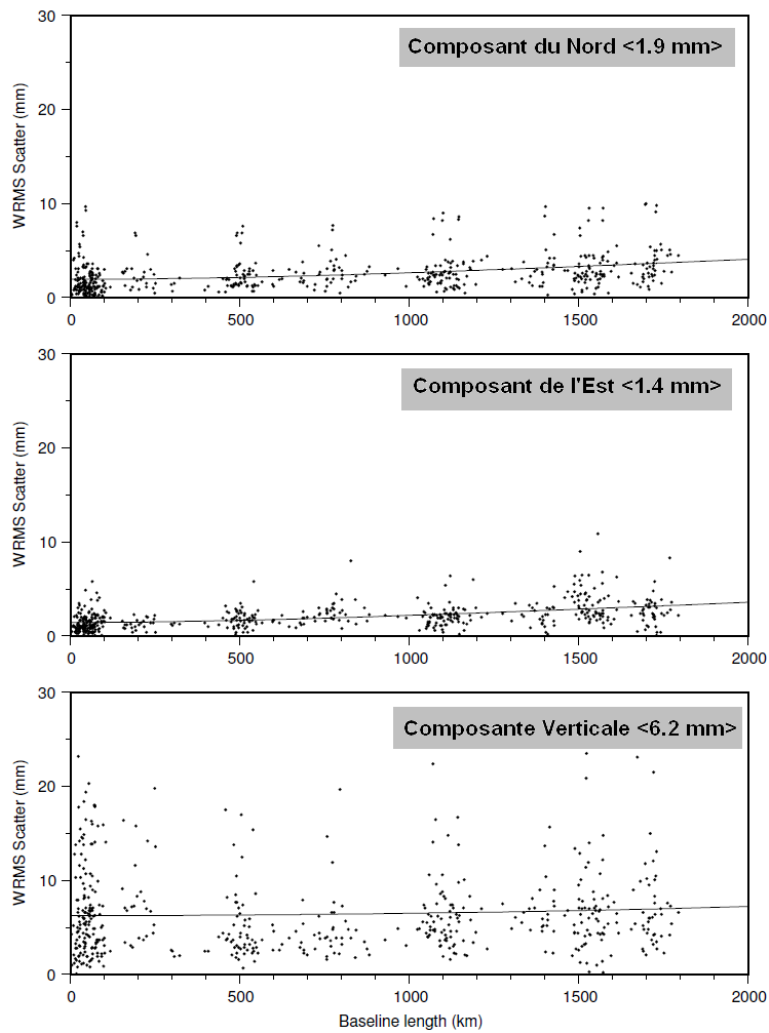 30
20
10
0
WRMS Scatter (mm)
Composant du Nord <1.9 mm>
0 500 1000 1500 2000
30
20
10
0
WRMS Scatter (mm)
Composant de l'Est <1.4 mm>
0 500 1000 1500 2000
30
20
10
0
WRMS Scatter (mm)
Composante Verticale <6.2 mm>
0 500 1000 1500 2000
Baseline length (km)